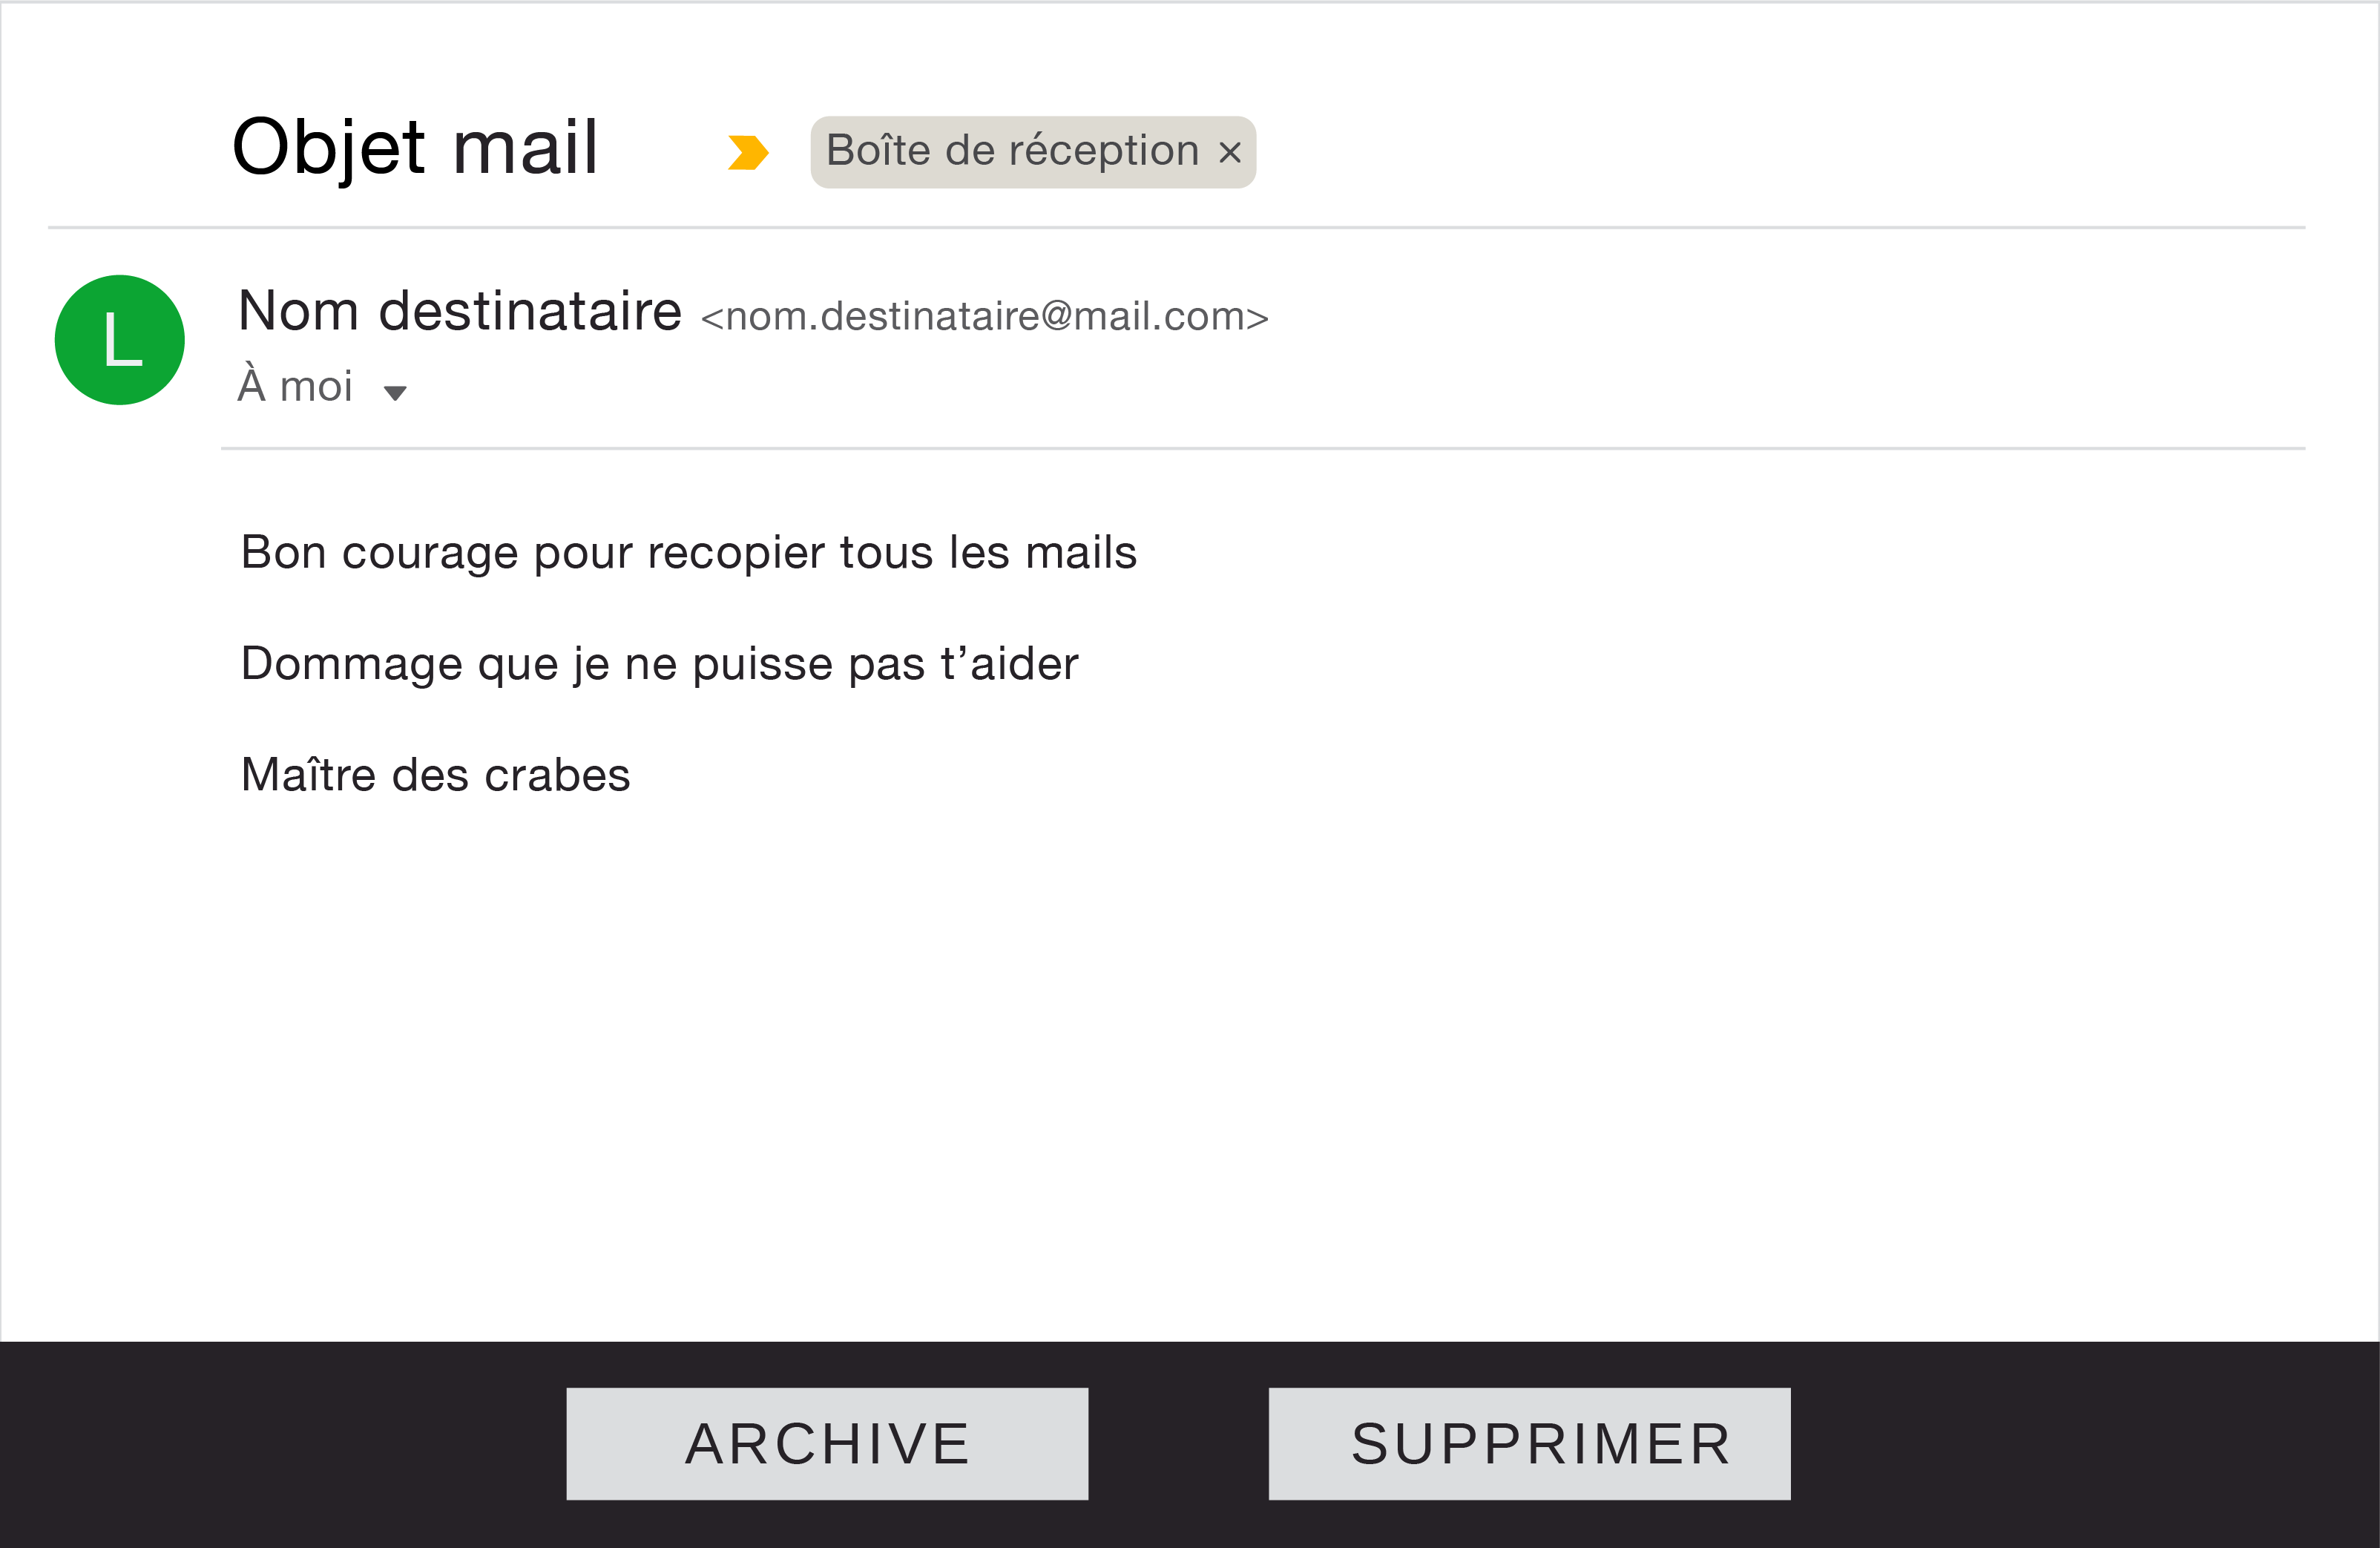 Objet mail
Boîte de réception ×
L
Nom destinataire <nom.destinataire@mail.com>
À moi
Bon courage pour recopier tous les mails
Dommage que je ne puisse pas t’aider
Maître des crabes
ARCHIVE
SUPPRIMER